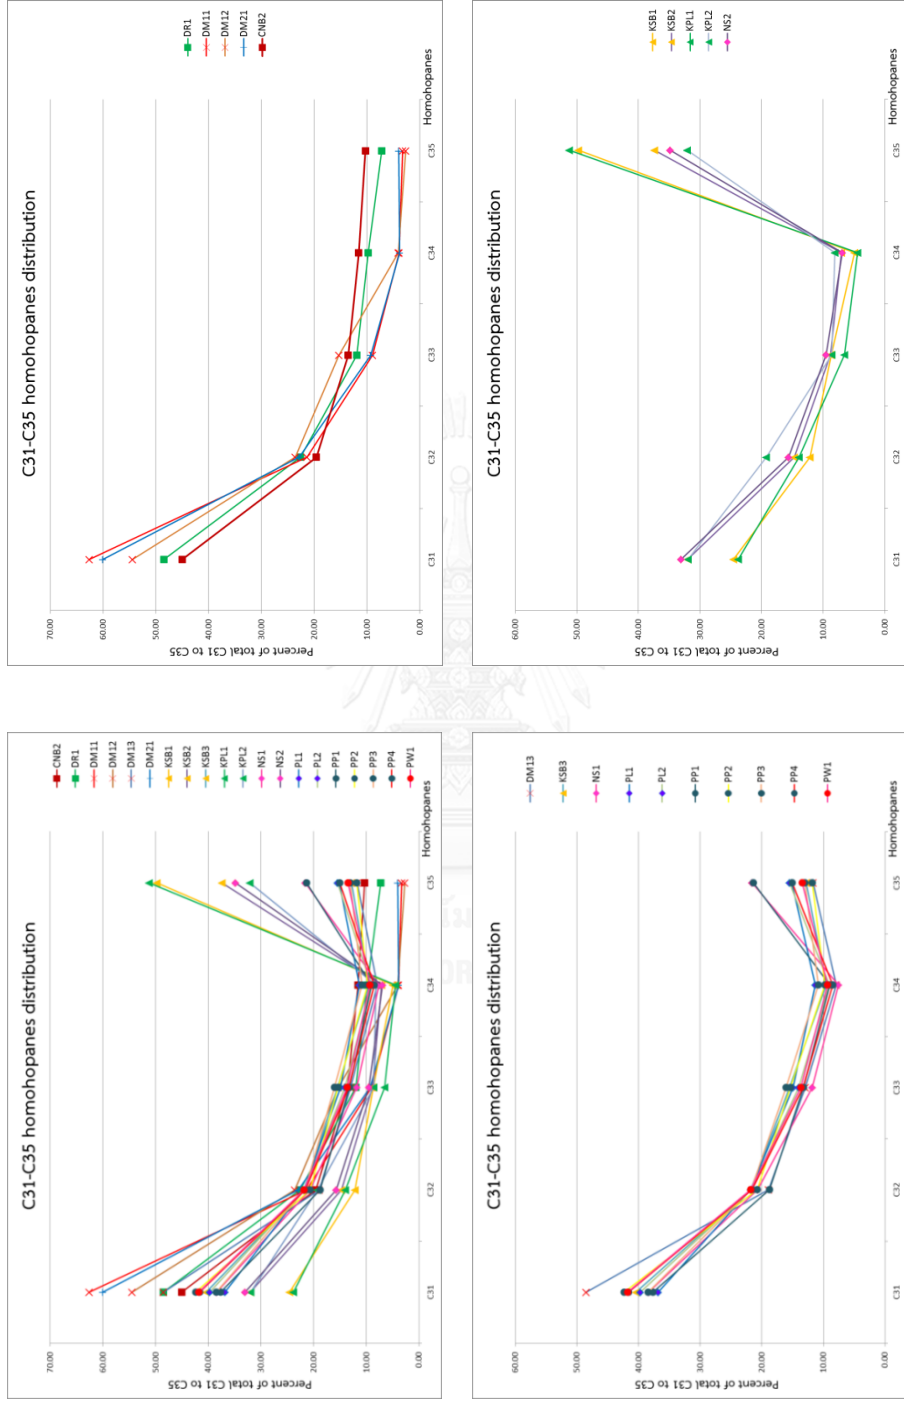 C31-C35 homohopanes distribution
Percent of total C31 to C35
70.00
60.00
50.00
40.00
30.00
20.00
10.00
0.00
C31 C32 C33 C34 C35
Homohopanes
CNB2
DR1
DM11
DM12
DM13
DM21
KSB1
KSB2
KSB3
KPL1
KPL2
NS1
NS2
PL1
PL2
PP1
PP2
PP3
PP4
PW1
C31-C35 homohopanes distribution
Percent of total C31 to C35
70.00
60.00
50.00
40.00
30.00
20.00
10.00
0.00
C31 C32 C33 C34 C35
Homohopanes
DR1
DM11
DM12
DM21
CNB2
C31-C35 homohopanes distribution
Percent of total C31 to C35
60.00
50.00
40.00
30.00
20.00
10.00
0.00
C31 C32 C33 C34 C35
Homohopanes
DM13
KSB3
NS1
PL1
PL2
PP1
PP2
PP3
PP4
PW1
C31-C35 homohopanes distribution
Percent of total C31 to C35
60.00
50.00
40.00
30.00
20.00
10.00
0.00
C31 C32 C33 C34 C35
Homohopanes
KSB1
KSB2
KPL1
KPL2
NS2